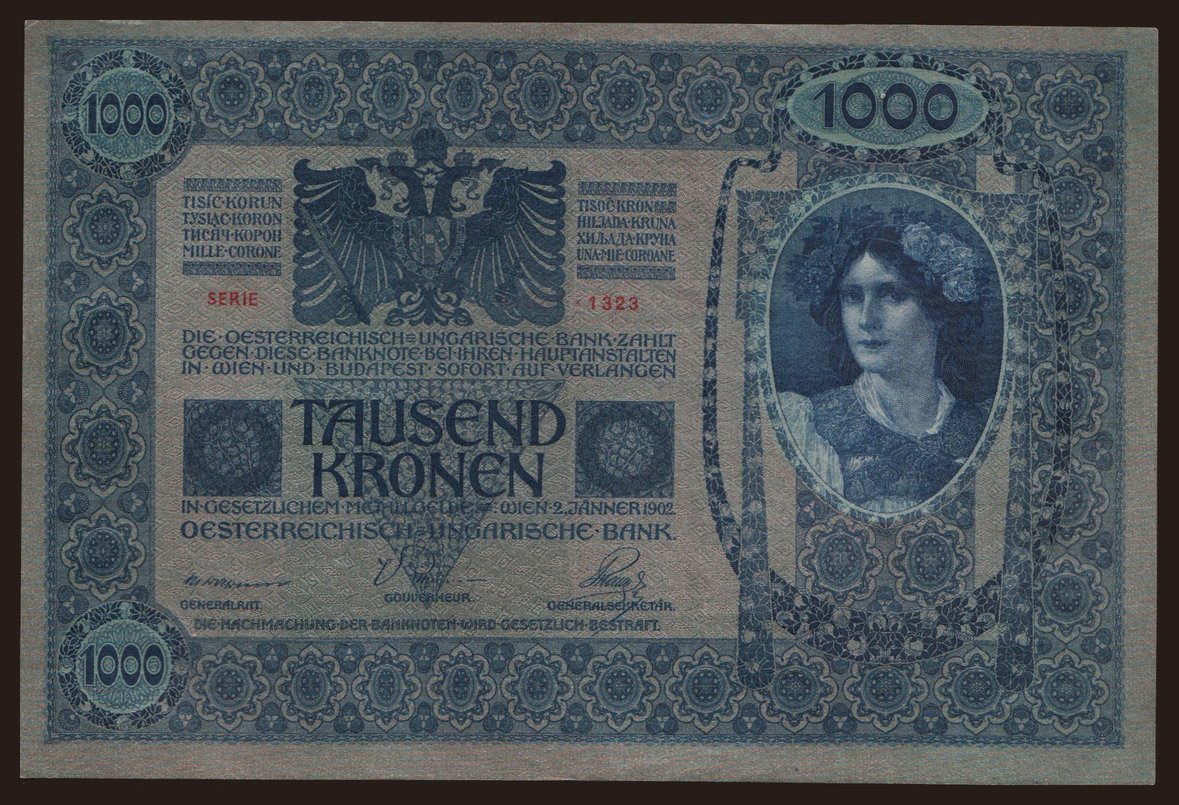 1000
1000
TISÍC·KORUN
TYSIĄC·KORON
ТИСЯЧ·КОРОН
MILLE·CORONE
TISOČ·KRON
HILJADA·KRUNA
ХИЉАДА·КРУНА
UNA·MIE·COROANE
SERIE
1323
DIE·OESTERREICHISCH=UNGARISCHE·BANK·ZAHLT
GEGEN·DIESE·BANKNOTE·BEI·IHREN·HAUPTANSTALTEN
IN·WIEN·UND·BUDAPEST·SOFORT·AUF·VERLANGEN
TAUSEND
KRONEN
IN·GESETZLICHEM·METALLGELDE·WIEN·2.JÄNNER 1902.
OESTERREICHISCH=UNGARISCHE·BANK.
GENERALRAT.
GOUVERNEUR.
GENERALSEKRETÄR.
DIE·NACHMACHUNG·DER·BANKNOTEN·WIRD·GESETZLICH·BESTRAFT.
1000